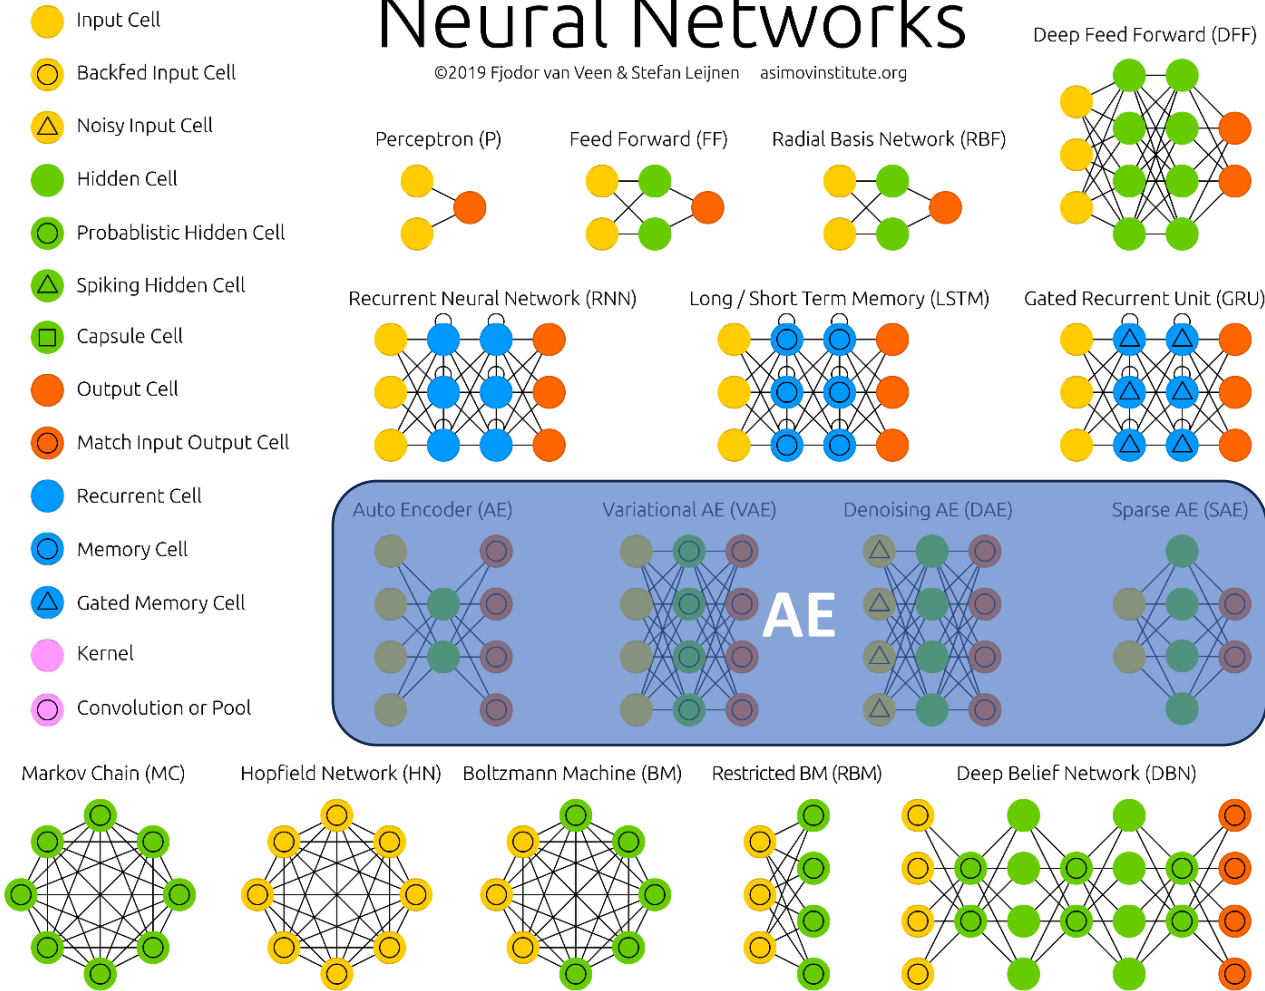 Neural Networks
©2019 Fjodor van Veen & Stefan Leijnen asimovinstitute.org
Input Cell
Backfed Input Cell
Noisy Input Cell
Hidden Cell
Probablistic Hidden Cell
Spiking Hidden Cell
Capsule Cell
Output Cell
Match Input Output Cell
Recurrent Cell
Memory Cell
Gated Memory Cell
Kernel
Convolution or Pool
Deep Feed Forward (DFF)
Perceptron (P)
Feed Forward (FF)
Radial Basis Network (RBF)
Recurrent Neural Network (RNN)
Long / Short Term Memory (LSTM)
Gated Recurrent Unit (GRU)
Auto Encoder (AE)
Variational AE (VAE)
Denoising AE (DAE)
Sparse AE (SAE)
AE
Markov Chain (MC)
Hopfield Network (HN)
Boltzmann Machine (BM)
Restricted BM (RBM)
Deep Belief Network (DBN)